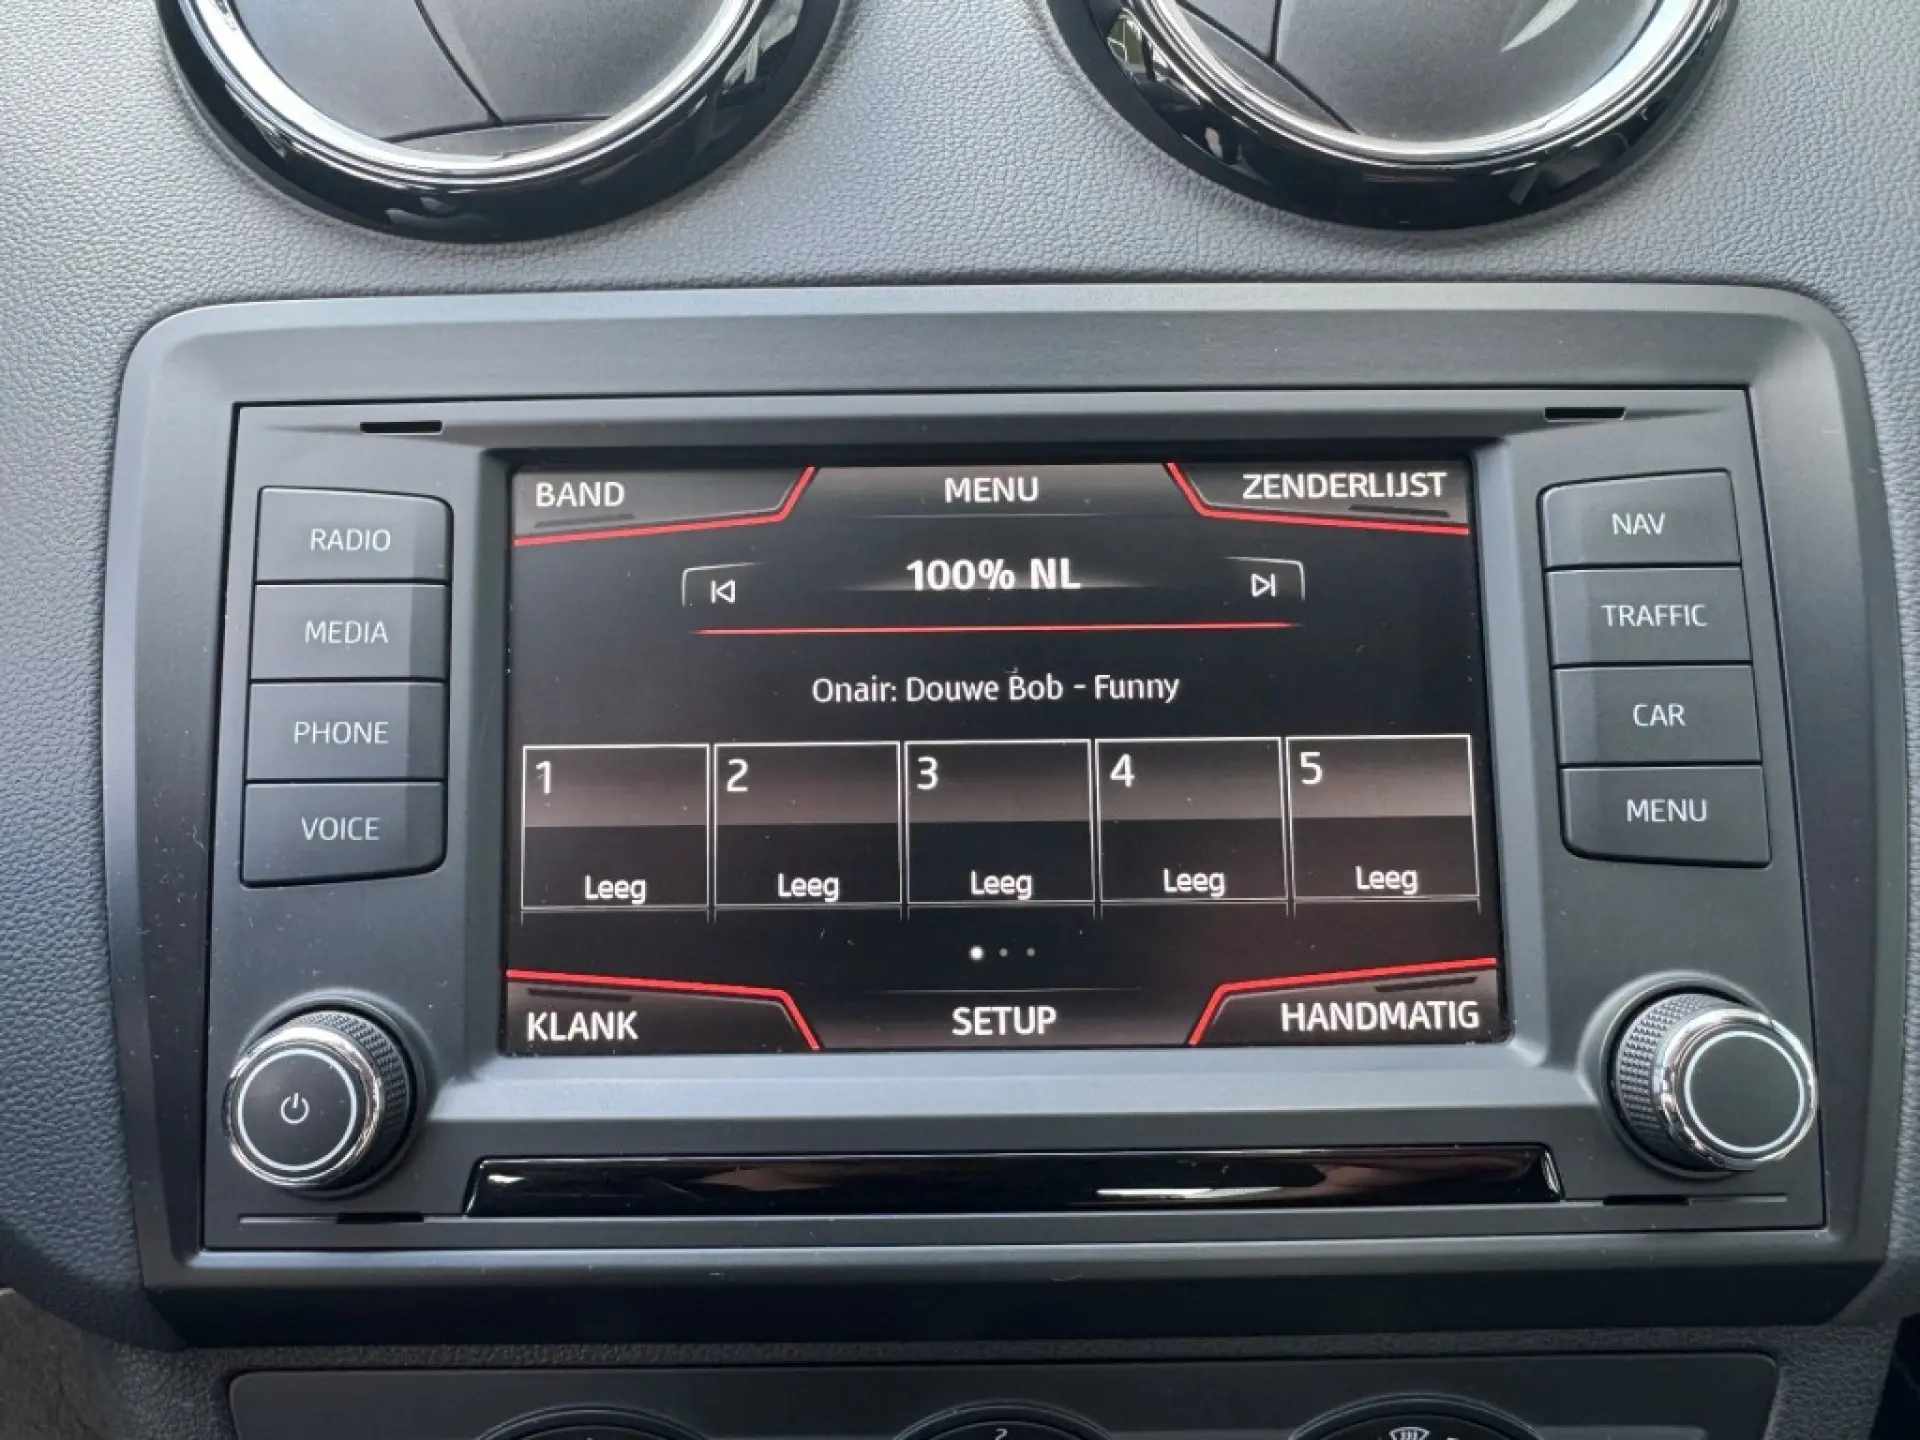 BAND MENU ZENDERLIJST
RADIO
MEDIA
PHONE
VOICE
100% NL
Onair: Douwe Bob - Funny
1 2 3 4 5
Leeg Leeg Leeg Leeg Leeg
KLANK SETUP HANDMATIG
NAV
TRAFFIC
CAR
MENU
2